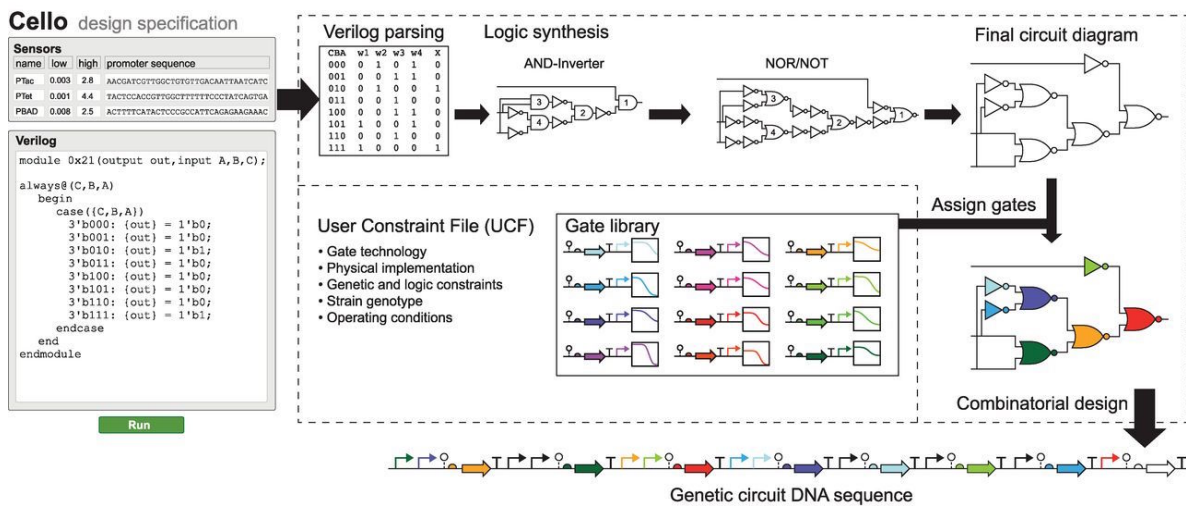 Cello design specification
Sensors
name low high promoter sequence
PTac 0.003 2.8 AACGATCGTTGGCTGTGTTGACAATTAATCATC
PTet 0.001 4.4 TACTCCACCGTTGGCTTTTTTCCCTATCAGTGA
PBAD 0.008 2.5 ACTTTTCATACTCCCGCCATTCAGAGAAGAAAC
Verilog
module 0x21(output out,input A,B,C);
always@(C,B,A)
begin
case({C,B,A})
3'b000: {out} = 1'b0;
3'b001: {out} = 1'b0;
3'b010: {out} = 1'b1;
3'b011: {out} = 1'b0;
3'b100: {out} = 1'b0;
3'b101: {out} = 1'b0;
3'b110: {out} = 1'b0;
3'b111: {out} = 1'b1;
endcase
end
endmodule
Run
Verilog parsing
CBA w1 w2 w3 w4 X
000 0 1 1 0 0
001 0 0 1 1 0
010 0 1 0 0 1
011 0 0 1 0 0
100 0 0 1 1 0
101 1 0 0 1 0
110 0 0 1 0 0
111 1 0 0 0 1
Logic synthesis
AND-Inverter
3
4
2
1
NOR/NOT
3
4
2
1
Final circuit diagram
Assign gates
User Constraint File (UCF)
• Gate technology
• Physical implementation
• Genetic and logic constraints
• Strain genotype
• Operating conditions
Gate library
Combinatorial design
Genetic circuit DNA sequence